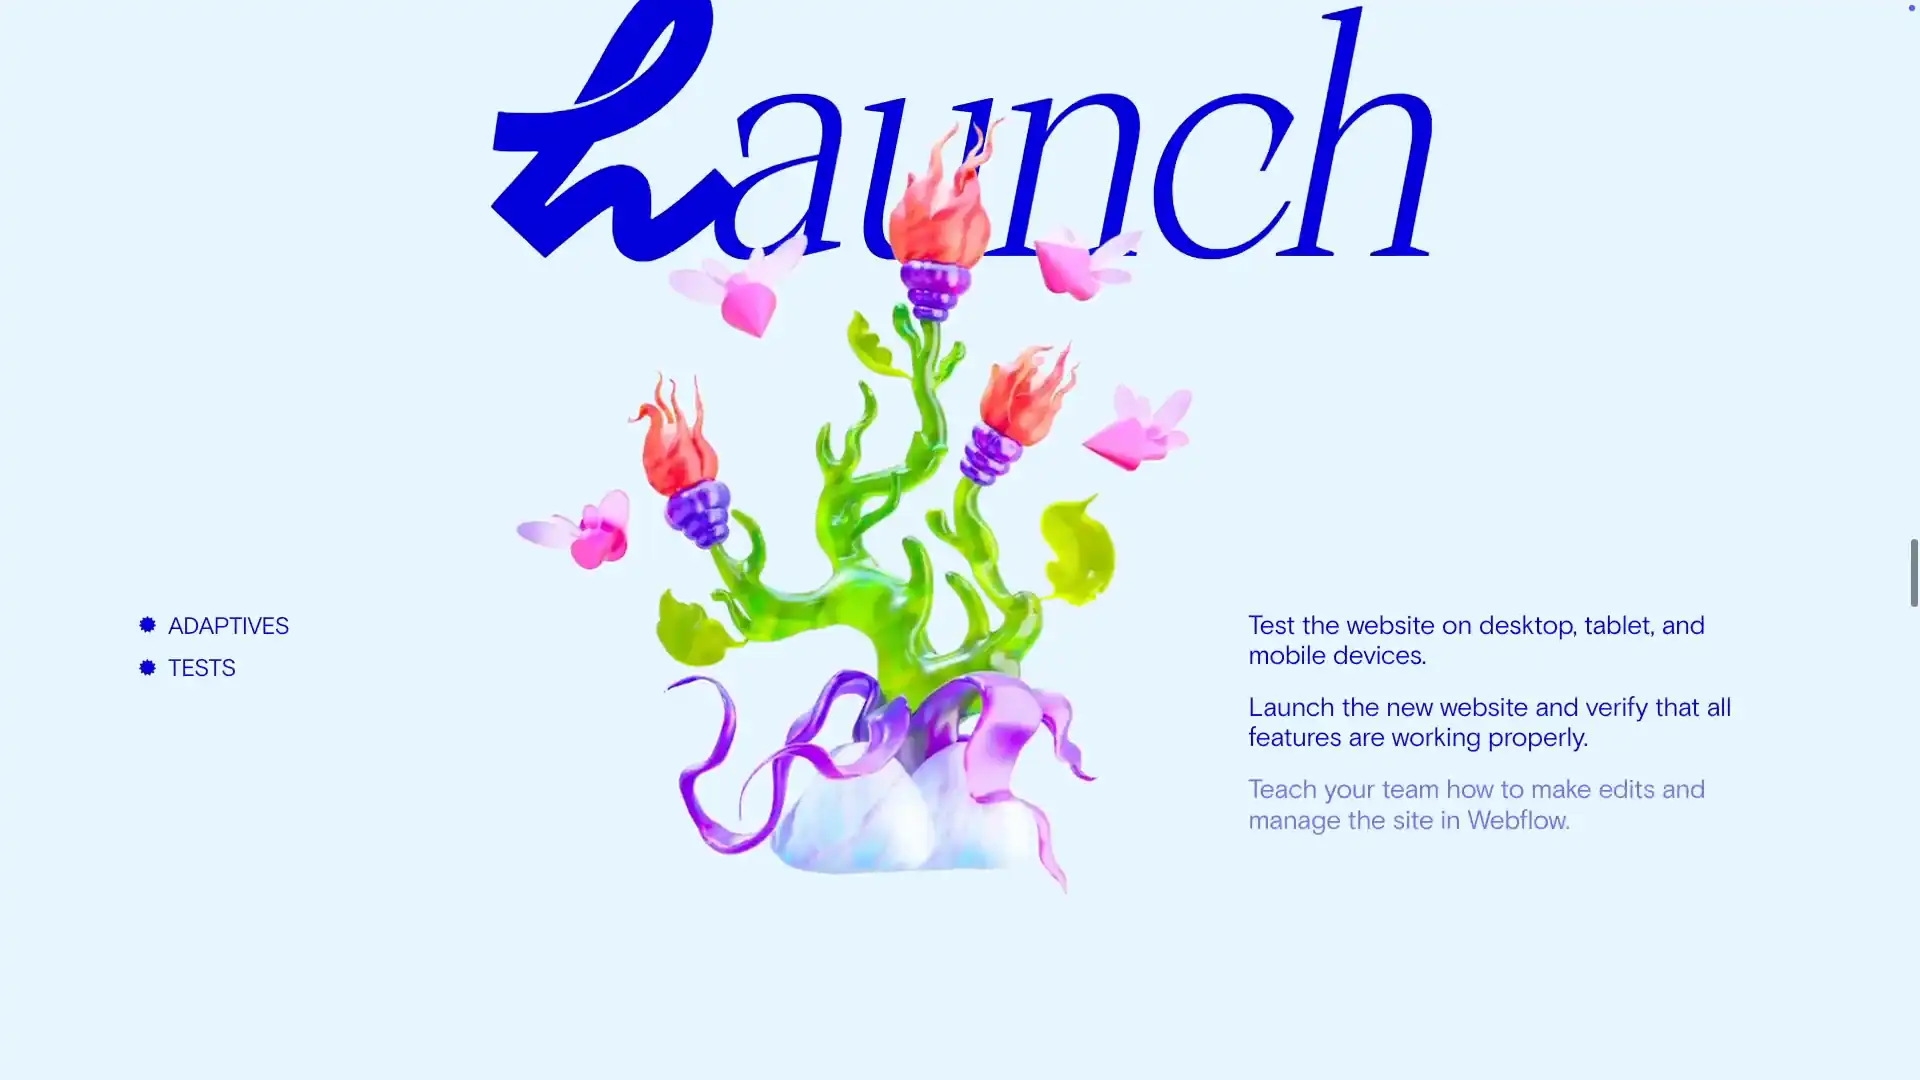 Launch
ADAPTIVES
TESTS
Test the website on desktop, tablet, and
mobile devices.
Launch the new website and verify that all
features are working properly.
Teach your team how to make edits and
manage the site in Webflow.